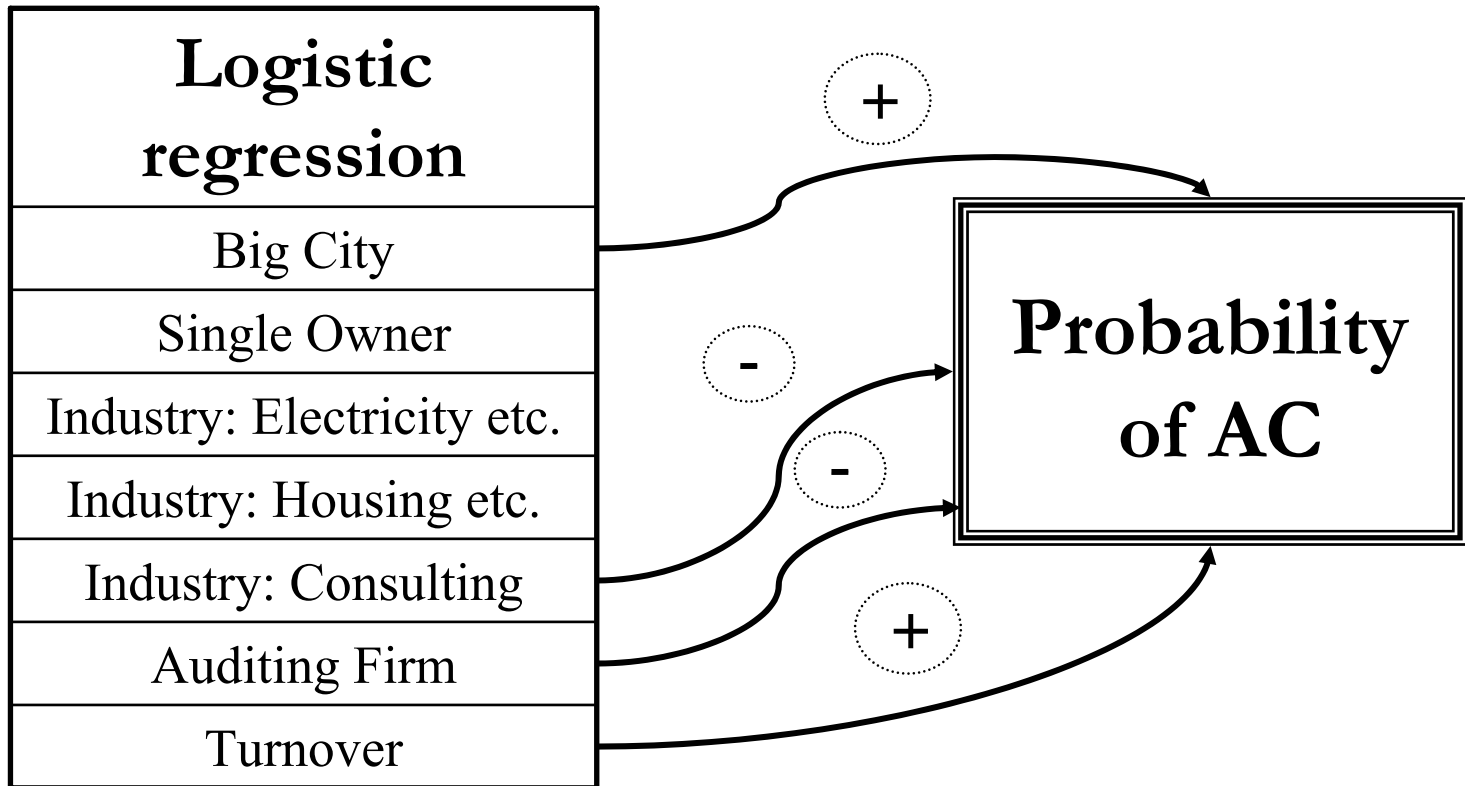 Logistic
regression
Big City
Single Owner
Industry: Electricity etc.
Industry: Housing etc.
Industry: Consulting
Auditing Firm
Turnover
+
-
-
+
Probability
of AC